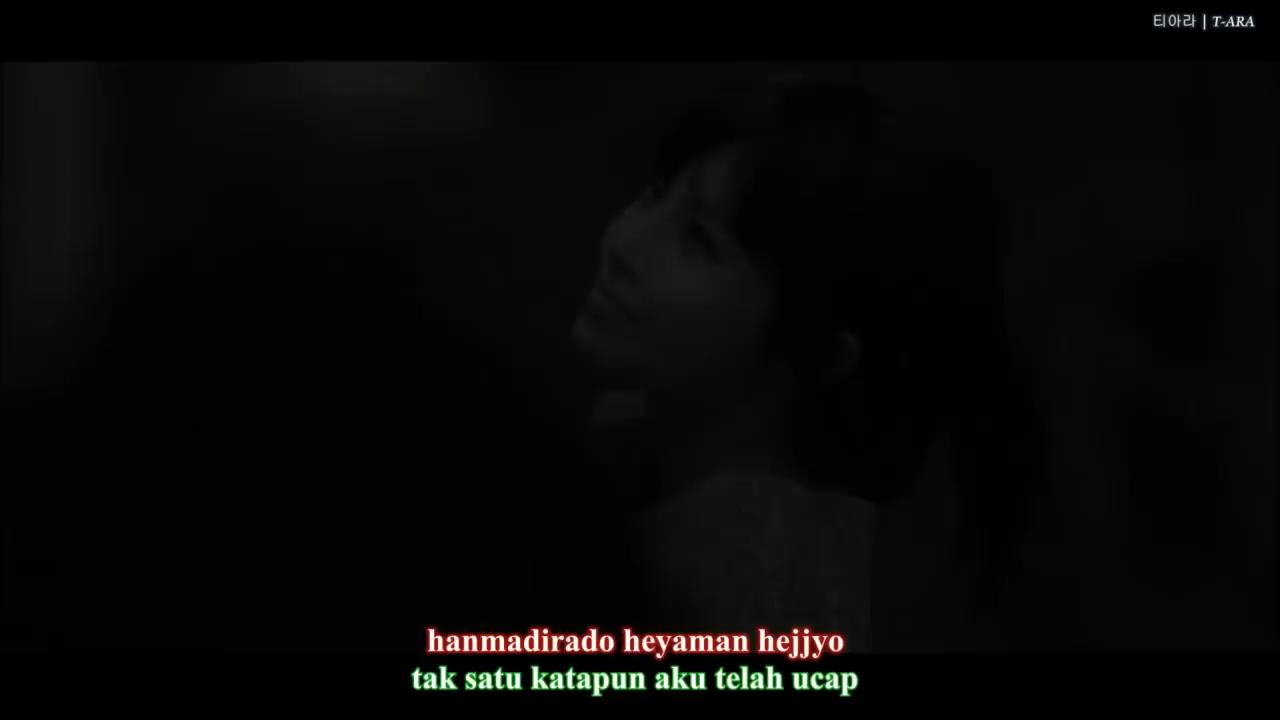 티아라 | T-ARA
hanmadirado heyaman hejjyo
tak satu katapun aku telah ucap